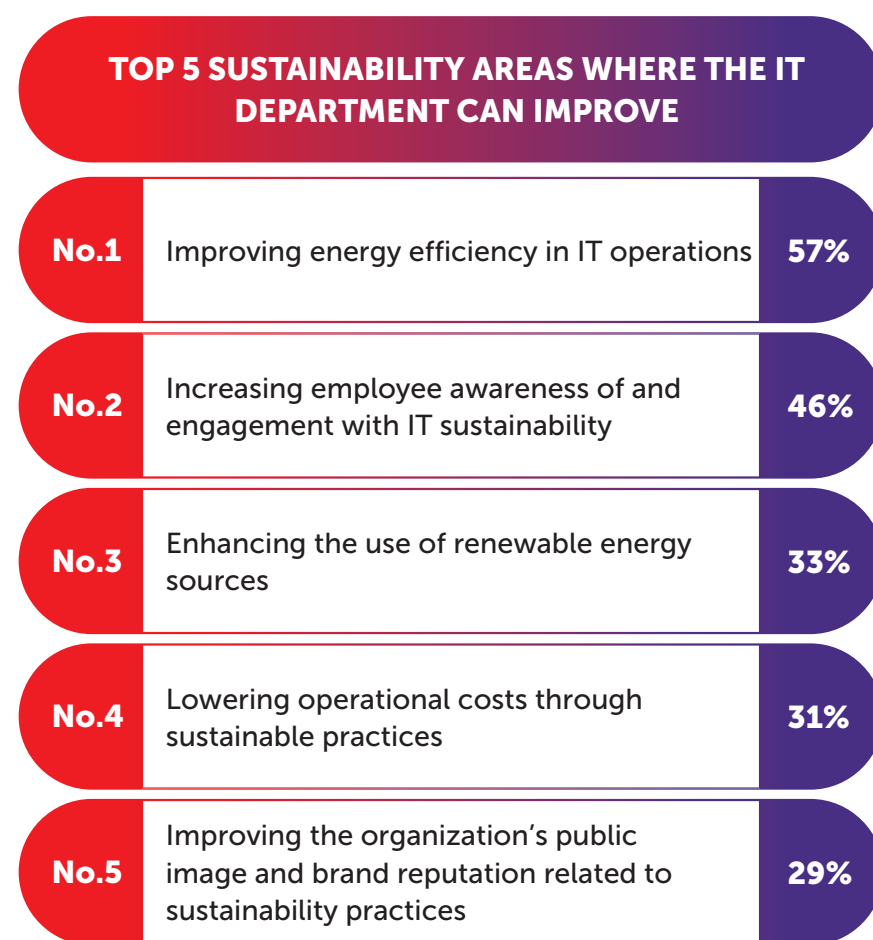 TOP 5 SUSTAINABILITY AREAS WHERE THE IT
DEPARTMENT CAN IMPROVE
No.1
Improving energy efficiency in IT operations
57%
No.2
Increasing employee awareness of and
engagement with IT sustainability
46%
No.3
Enhancing the use of renewable energy
sources
33%
No.4
Lowering operational costs through
sustainable practices
31%
No.5
Improving the organization’s public
image and brand reputation related to
sustainability practices
29%